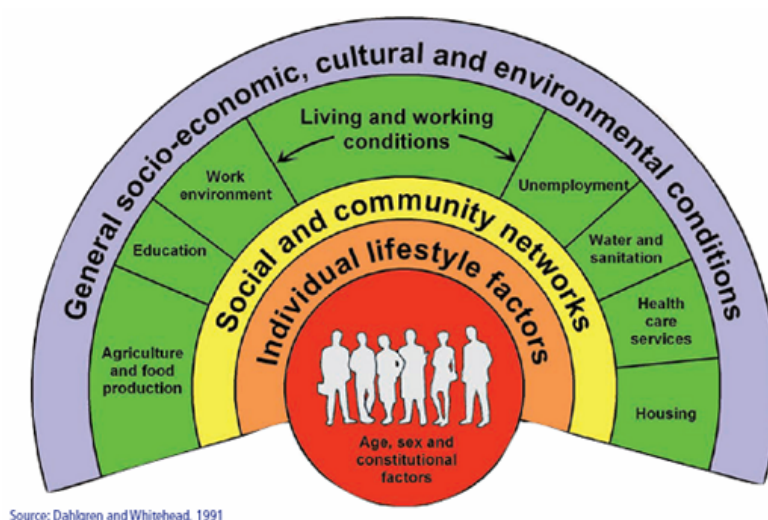 General socio-economic, cultural and environmental conditions
Living and working
conditions
Work
environment
Unemployment
Education
Water and
sanitation
Agriculture
and food
production
Health
care
services
Housing
Social and community networks
Individual lifestyle factors
Age, sex and
constitutional
factors
Source: Dahlgren and Whitehead, 1991